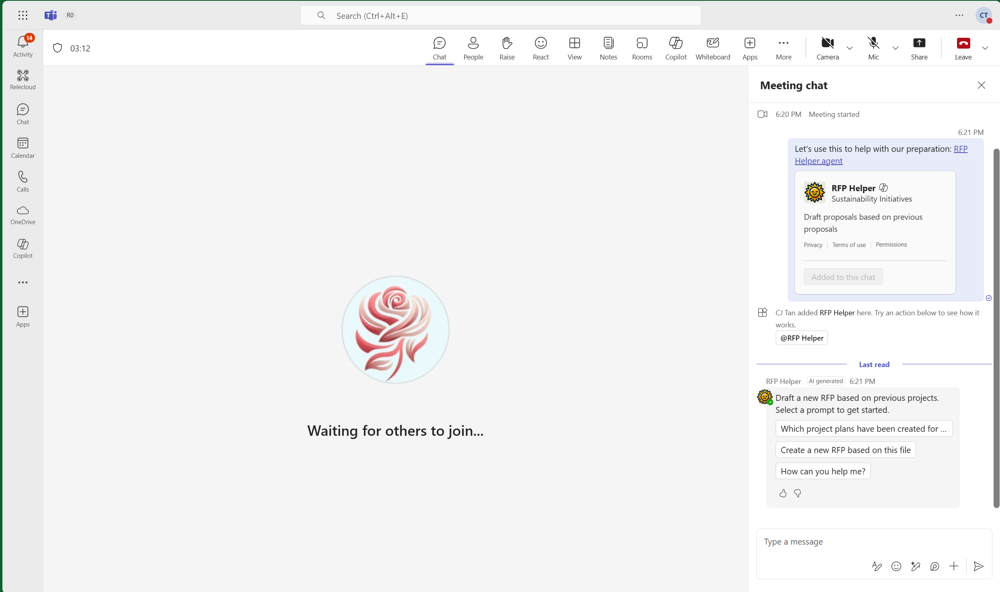 R0
Search (Ctrl+Alt+E)
CT
14
Activity
Relecloud
Chat
Calendar
Calls
OneDrive
Copilot
Apps
03:12
Chat
People
Raise
React
View
Notes
Rooms
Copilot
Whiteboard
Apps
More
Camera
Mic
Share
Leave
Waiting for others to join...
Meeting chat
6:20 PM Meeting started
6:21 PM
Let's use this to help with our preparation: RFP
Helper.agent
RFP Helper
Sustainability Initiatives
Draft proposals based on previous
proposals
Privacy
Terms of use
Permissions
Added to this chat
CJ Tan added RFP Helper here. Try an action below to see how it
works.
@RFP Helper
Last read
RFP Helper AI generated 6:21 PM
Draft a new RFP based on previous projects.
Select a prompt to get started.
Which project plans have been created for ...
Create a new RFP based on this file
How can you help me?
Type a message